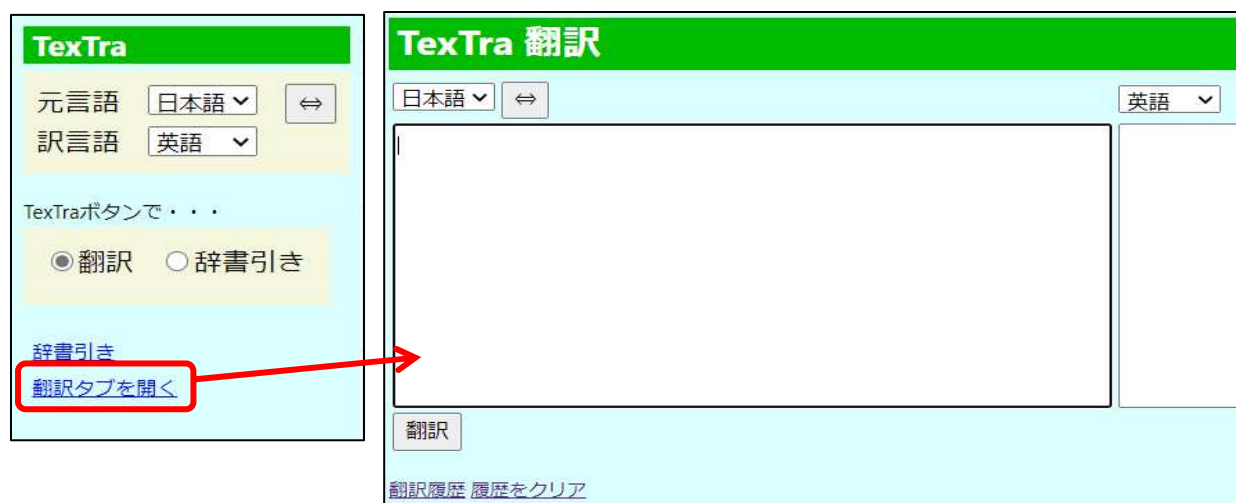 TexTra
元言語 日本語 ⇔
訳言語 英語
TexTraボタンで・・・
翻訳 辞書引き
辞書引き
翻訳タブを開く
TexTra 翻訳
日本語 ⇔ 英語
翻訳
翻訳履歴 履歴をクリア